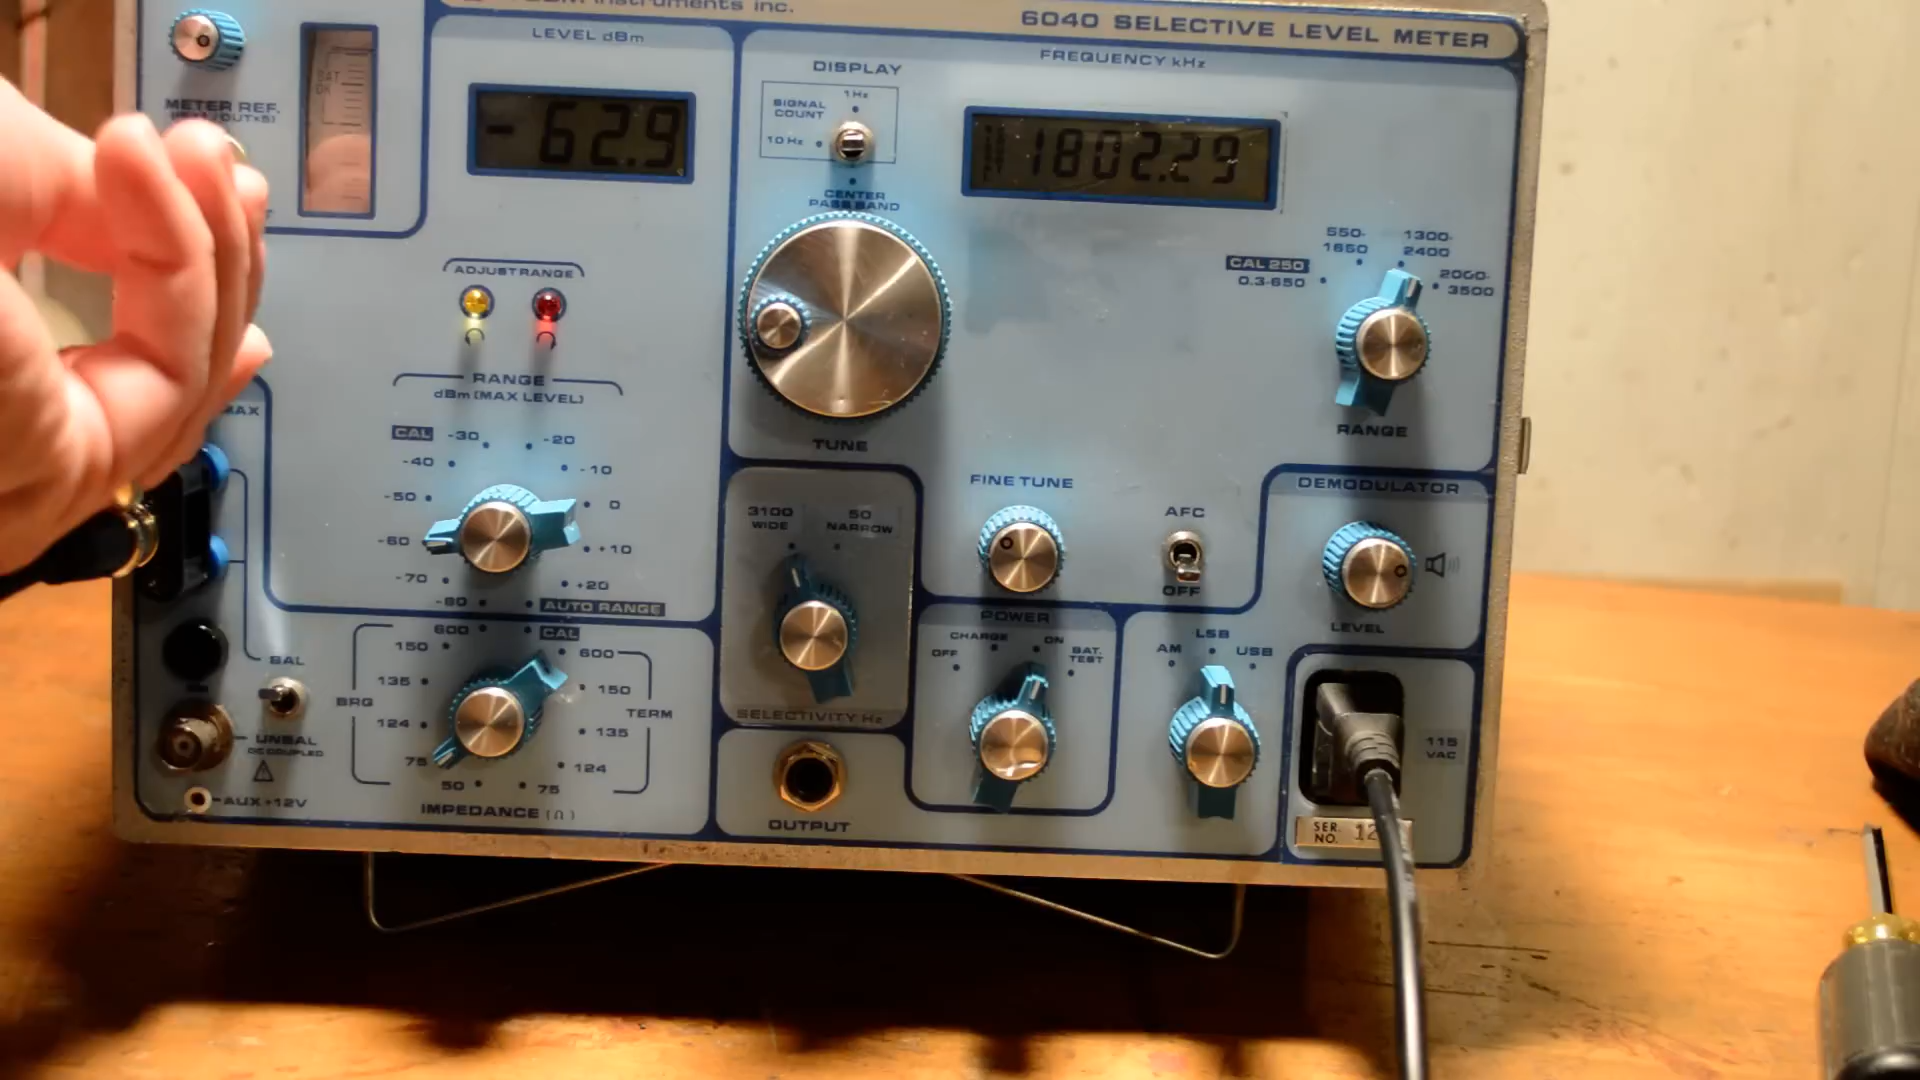 Instruments inc.
6040 SELECTIVE LEVEL METER
LEVEL dBm
-62.9
METER REF.
BAT
OK
DISPLAY
SIGNAL
COUNT
1 Hz
10 Hz
CENTER
PASS BAND
FREQUENCY kHz
1802.29
TUNE
CAL 250
0.3-650
550-
1650
1300-
2400
2000-
3500
RANGE
ADJUST RANGE
RANGE
dBm (MAX LEVEL)
CAL
-30
-20
-40
-10
-50
0
-60
+10
-70
+20
-80
AUTO RANGE
MAX
3100
WIDE
50
NARROW
SELECTIVITY Hz
FINE TUNE
AFC
OFF
DEMODULATOR
LEVEL
POWER
OFF
CHARGE
ON
BAT.
TEST
AM
LSB
USB
115
VAC
SER.
NO.
OUTPUT
BAL
UNBAL
DC COUPLED
AUX +12V
BRG
600
150
135
124
75
50
CAL
600
150
135
124
75
TERM
IMPEDANCE (Ω)